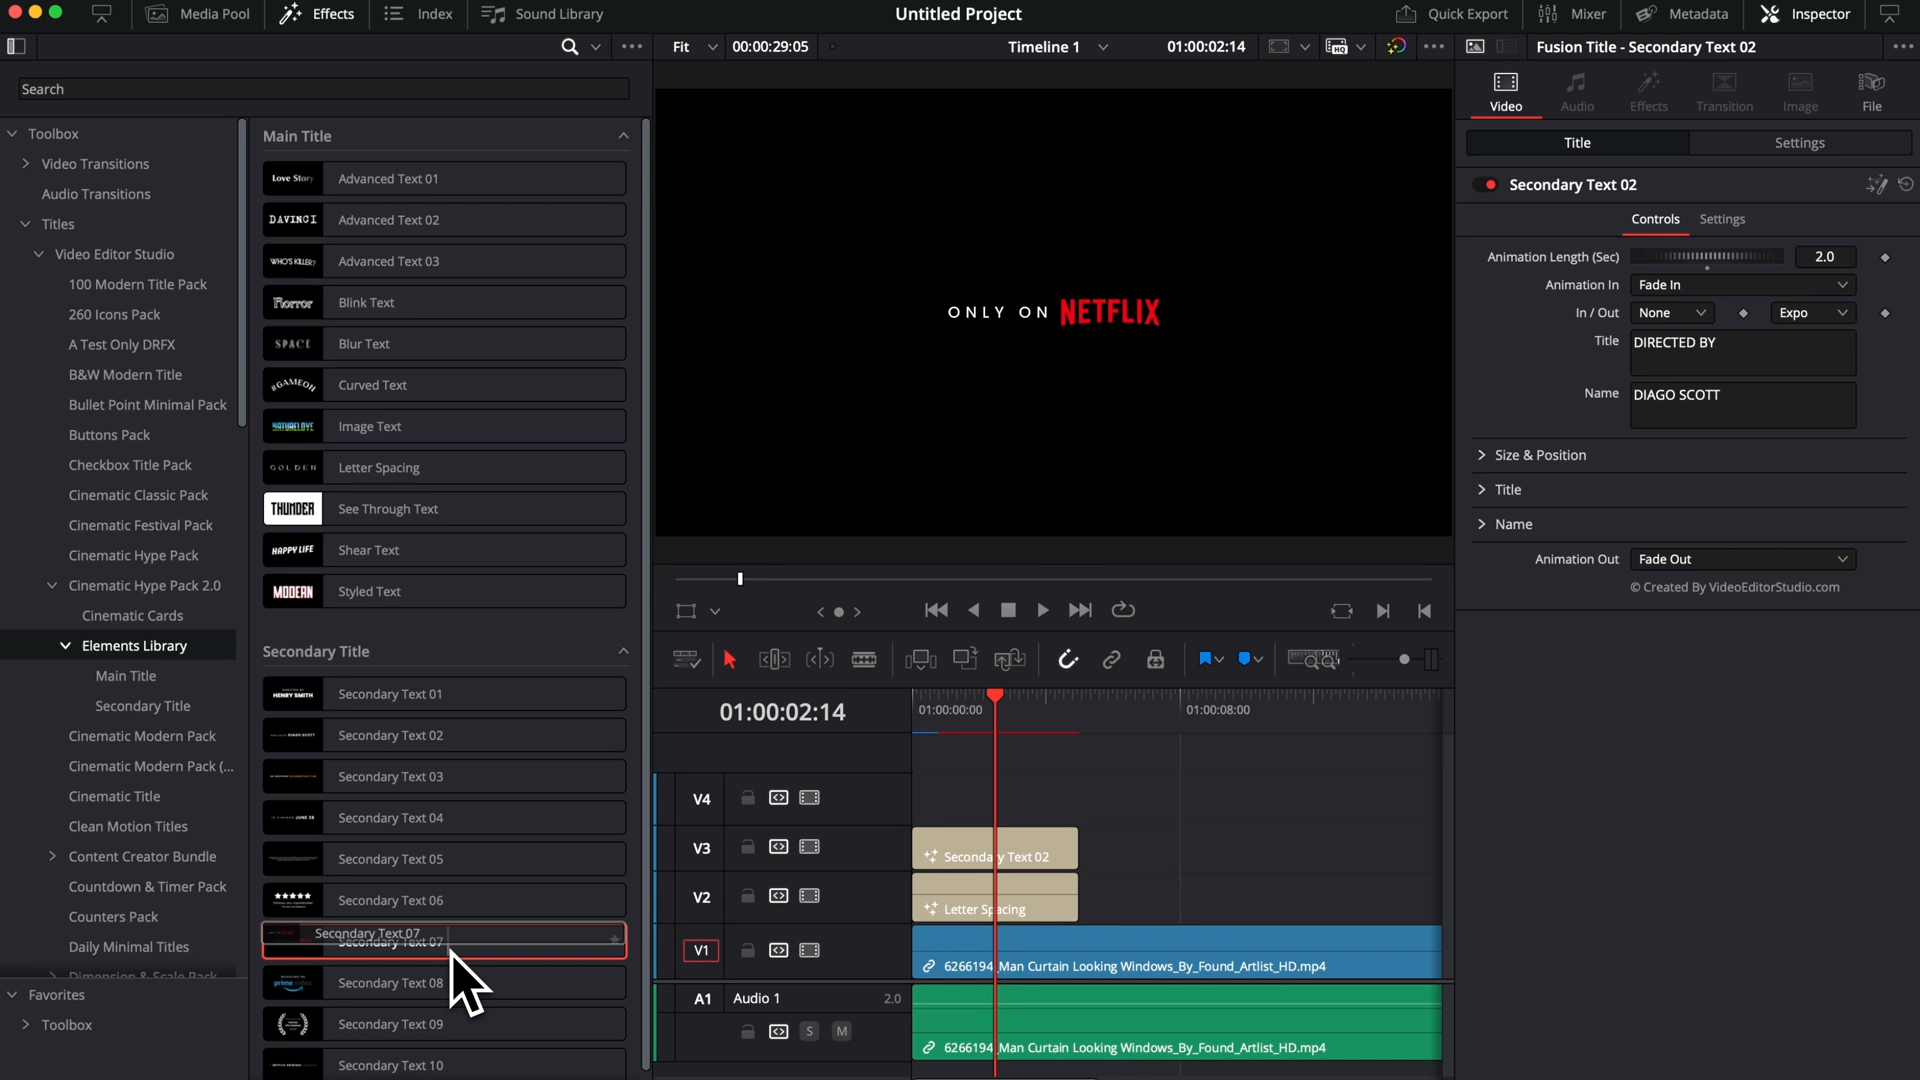 Media Pool
Effects
Index
Sound Library
Untitled Project
Quick Export
Mixer
Metadata
Inspector
Fit
00:00:29:05
Timeline 1
01:00:02:14
Fusion Title - Secondary Text 02
Search
Toolbox
Video Transitions
Audio Transitions
Titles
Video Editor Studio
100 Modern Title Pack
260 Icons Pack
A Test Only DRFX
B&W Modern Title
Bullet Point Minimal Pack
Buttons Pack
Checkbox Title Pack
Cinematic Classic Pack
Cinematic Festival Pack
Cinematic Hype Pack
Cinematic Hype Pack 2.0
Cinematic Cards
Elements Library
Main Title
Secondary Title
Cinematic Modern Pack
Cinematic Modern Pack (...
Cinematic Title
Clean Motion Titles
Content Creator Bundle
Countdown & Timer Pack
Counters Pack
Daily Minimal Titles
Dimension & Scale Pack
Favorites
Toolbox
Main Title
Love Story Advanced Text 01
DAVINCI Advanced Text 02
WHO'S KILLER? Advanced Text 03
Horror Blink Text
SPACE Blur Text
#GAMEON Curved Text
NATURELOVE Image Text
GOLDEN Letter Spacing
THUNDER See Through Text
HAPPY LIFE Shear Text
MODERN Styled Text
Secondary Title
HENRY SMITH Secondary Text 01
Secondary Text 02
Secondary Text 03
Secondary Text 04
Secondary Text 05
Secondary Text 06
Secondary Text 07
Secondary Text 07
prime video Secondary Text 08
Secondary Text 09
Secondary Text 10
ONLY ON NETFLIX
01:00:02:14
01:00:00:00
01:00:08:00
V4
V3
Secondary Text 02
V2
Letter Spacing
V1
6266194_Man Curtain Looking Windows_By_Found_Artlist_HD.mp4
A1 Audio 1 2.0
S M
6266194_Man Curtain Looking Windows_By_Found_Artlist_HD.mp4
Video
Audio
Effects
Transition
Image
File
Title
Settings
Secondary Text 02
Controls
Settings
Animation Length (Sec) 2.0
Animation In Fade In
In / Out None Expo
Title DIRECTED BY
Name DIAGO SCOTT
Size & Position
Title
Name
Animation Out Fade Out
© Created By VideoEditorStudio.com